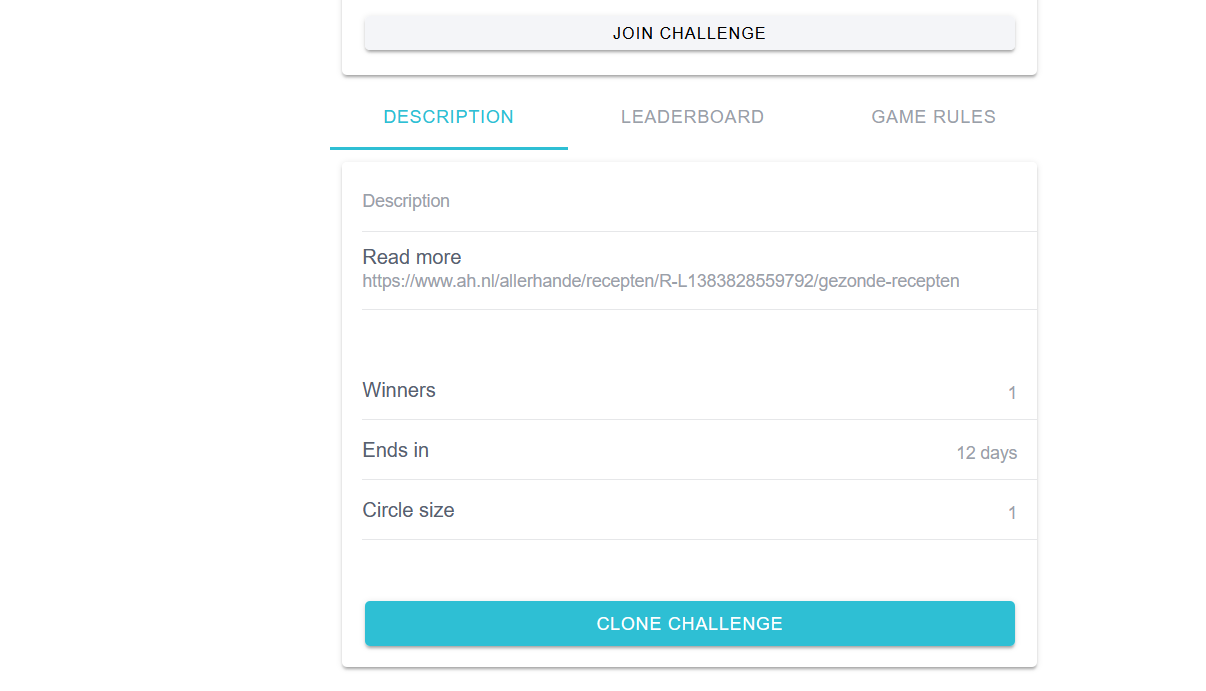 JOIN CHALLENGE
DESCRIPTION LEADERBOARD GAME RULES
Description
Read more
https://www.ah.nl/allerhande/recepten/R-L1383828559792/gezonde-recepten
Winners 1
Ends in 12 days
Circle size 1
CLONE CHALLENGE